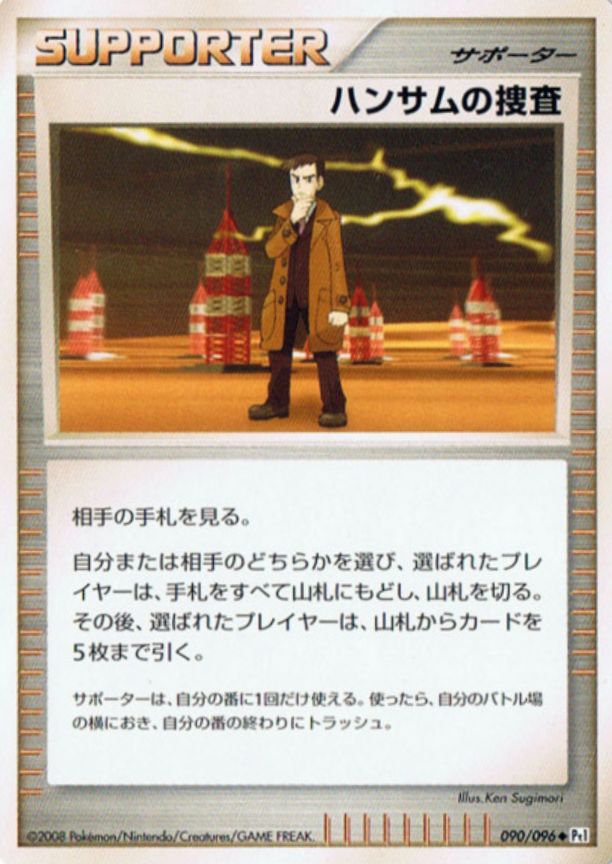 SUPPORTER
サポーター
ハンサムの捜査
相手の手札を見る。
自分または相手のどちらかを選び、選ばれたプレ
イヤーは、手札をすべて山札にもどし、山札を切る。
その後、選ばれたプレイヤーは、山札からカードを
5枚まで引く。
サポーターは、自分の番に1回だけ使える。使ったら、自分のバトル場
の横におき、自分の番の終わりにトラッシュ。
Illus. Ken Sugimori
©2008 Pokémon/Nintendo/Creatures/GAME FREAK.
090/096 ◆ Pt1